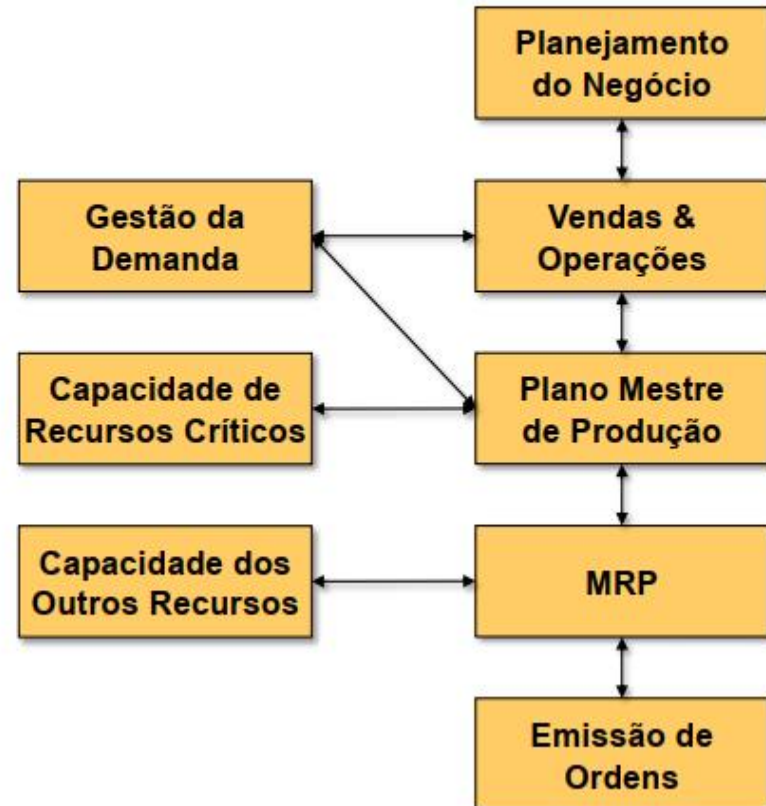 Planejamento
do Negócio
Gestão da
Demanda
Vendas &
Operações
Capacidade de
Recursos Críticos
Plano Mestre
de Produção
Capacidade dos
Outros Recursos
MRP
Emissão de
Ordens